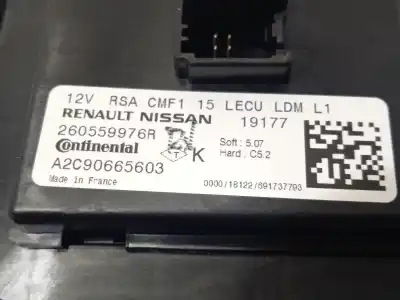 12V RSA CMF1 15 LECU LDM L1
RENAULT NISSAN 19177
260559976R
Continental K
Soft : 5.07
Hard : C5.2
A2C90665603
Made in France 0000/18122/691737793